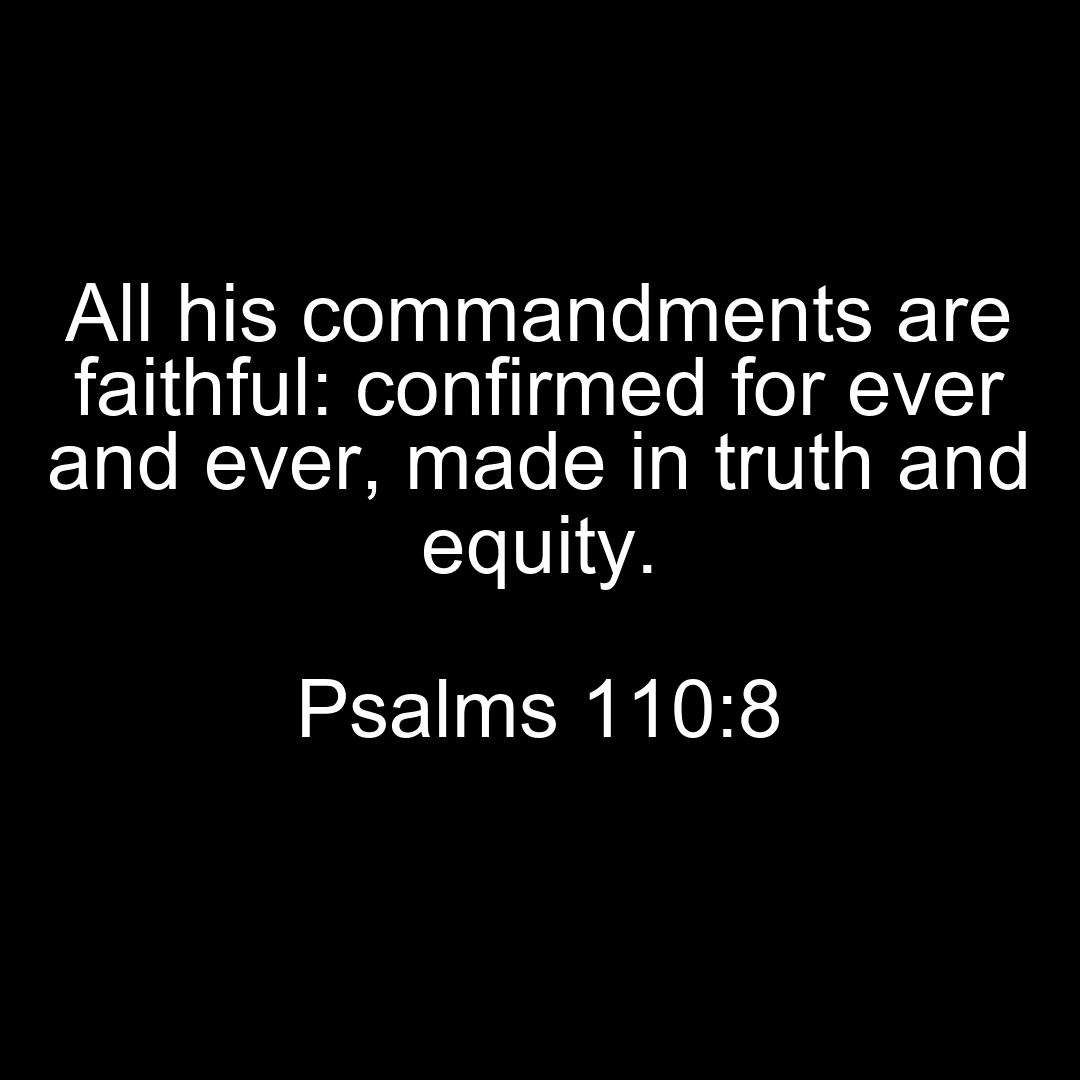 All his commandments are
faithful: confirmed for ever
and ever, made in truth and
equity.
Psalms 110:8